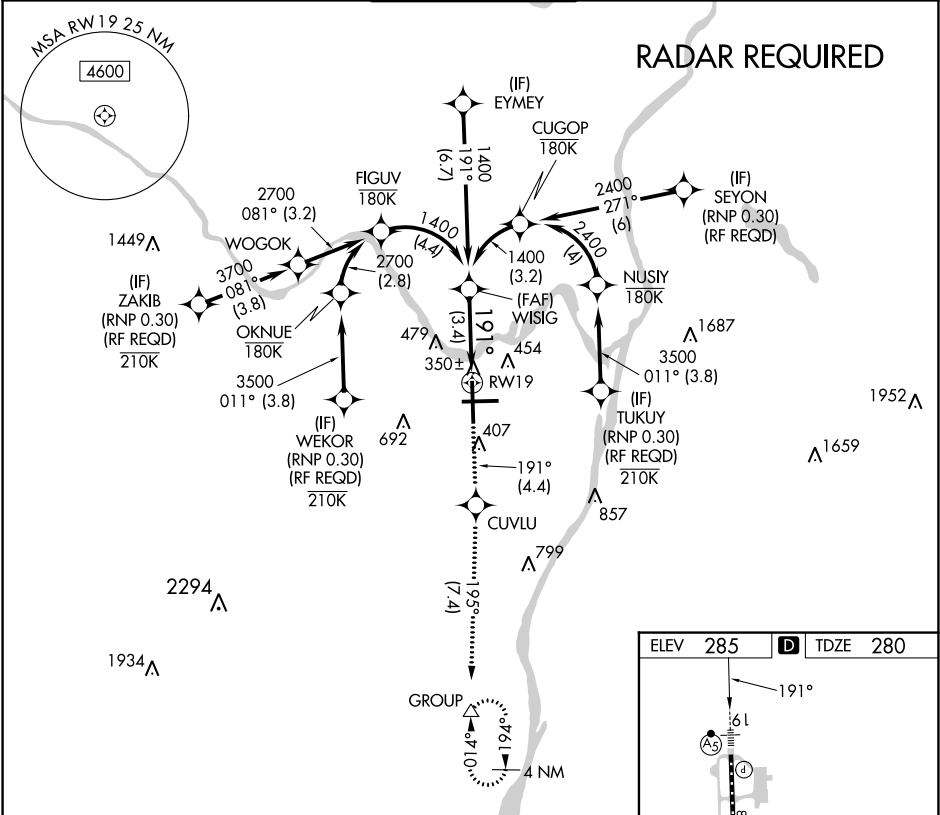 MSA RW19 25 NM
4600
RADAR REQUIRED
(IF)
EYMEY
1400
191°
(6.7)
CUGOP
180K
FIGUV
180K
2700
081° (3.2)
1400
(4.4)
2400
271°
(6)
(IF)
SEYON
(RNP 0.30)
(RF REQD)
1449
WOGOK
3700
081°
(3.8)
2700
(2.8)
1400
(3.2)
2400
(4)
NUSIY
180K
(IF)
ZAKIB
(RNP 0.30)
(RF REQD)
210K
OKNUE
180K
(FAF)
WISIG
191°
(3.4)
479
350±
454
RW19
1687
3500
011° (3.8)
3500
011° (3.8)
(IF)
WEKOR
(RNP 0.30)
(RF REQD)
210K
692
407
(IF)
TUKUY
(RNP 0.30)
(RF REQD)
210K
1952
1659
191°
(4.4)
CUVLU
857
799
195°
(7.4)
2294
1934
GROUP
014°
194°
4 NM
ELEV 285 D TDZE 280
191°
19
A5
P